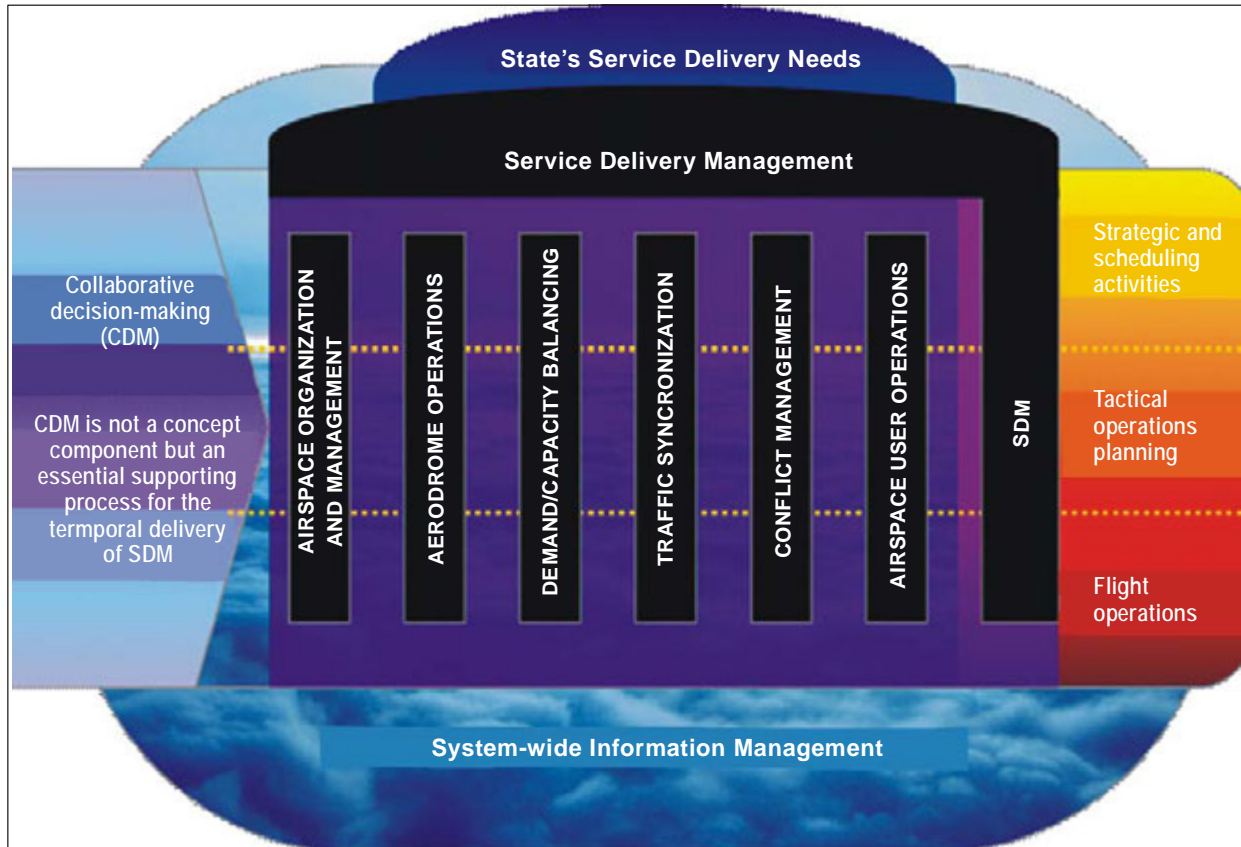 State's Service Delivery Needs
Service Delivery Management
Collaborative
decision-making
(CDM)
CDM is not a concept
component but an
essential supporting
process for the
termporal delivery
of SDM
AIRSPACE ORGANIZATION
AND MANAGEMENT
AERODROME OPERATIONS
DEMAND/CAPACITY BALANCING
TRAFFIC SYNCRONIZATION
CONFLICT MANAGEMENT
AIRSPACE USER OPERATIONS
SDM
Strategic and
scheduling
activities
Tactical
operations
planning
Flight
operations
System-wide Information Management